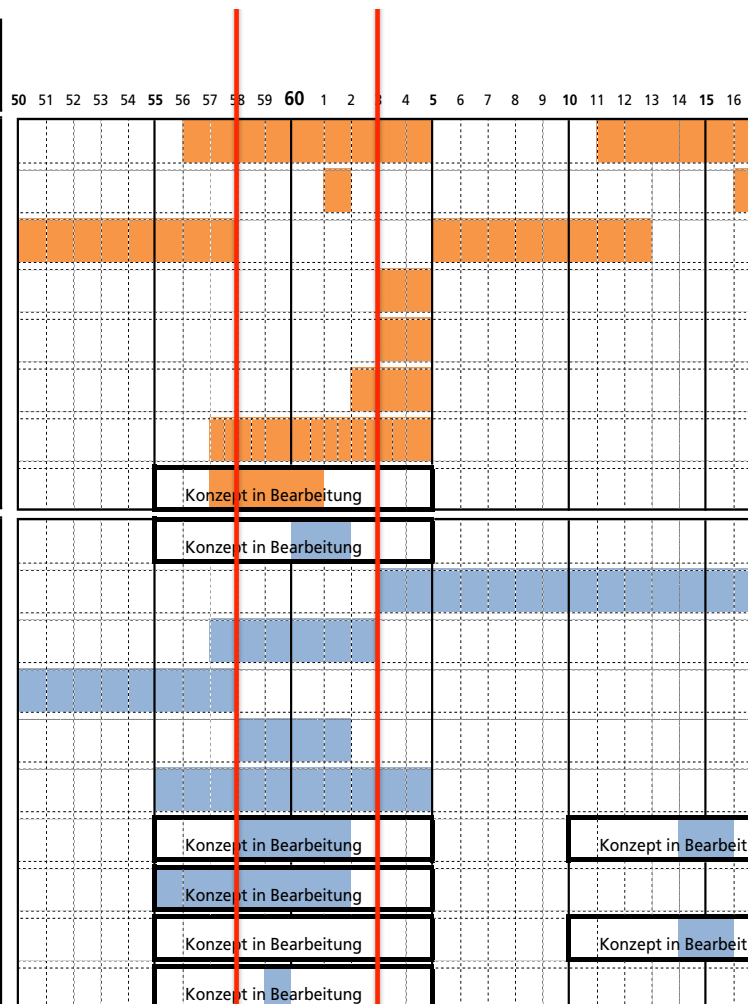 50 51 52 53 54 55 56 57 58 59 60 1 2 3 4 5 6 7 8 9 10 11 12 13 14 15 16
Konzept in Bearbeitung
Konzept in Bearbeitung
Konzept in Bearbeitung Konzept in Bearbeit
Konzept in Bearbeitung
Konzept in Bearbeitung Konzept in Bearbeit
Konzept in Bearbeitung